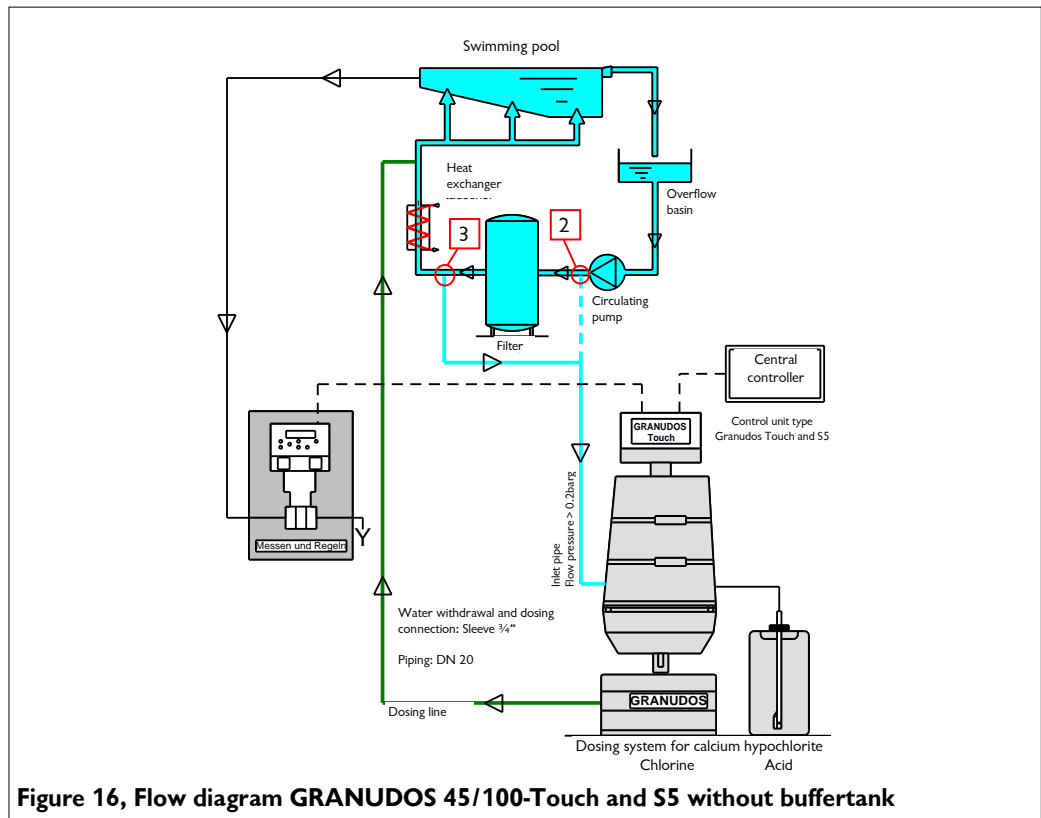 Swimming pool
Heat
exchanger
3
2
Overflow
basin
Circulating
pump
Filter
Central
controller
GRANUDOS
Touch
Control unit type
Granudos Touch and S5
Inlet pipe
Flow pressure > 0.2barg
Messen und Regeln
Water withdrawal and dosing
connection: Sleeve ¾“
Piping: DN 20
Dosing line
GRANUDOS
Dosing system for calcium hypochlorite
Chlorine Acid
Figure 16, Flow diagram GRANUDOS 45/100-Touch and S5 without buffertank